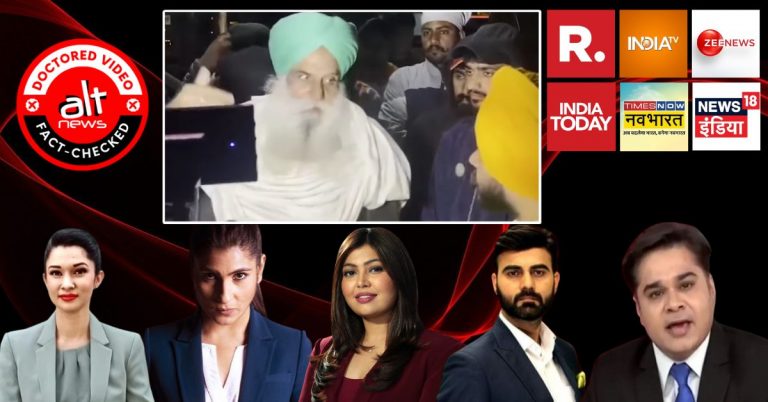 DOCTORED VIDEO
alt
news
FACT-CHECKED
R.
INDIA TV
ZEE NEWS
INDIA
TODAY
TIMES NOW
नवभारत
NEWS 18
इंडिया